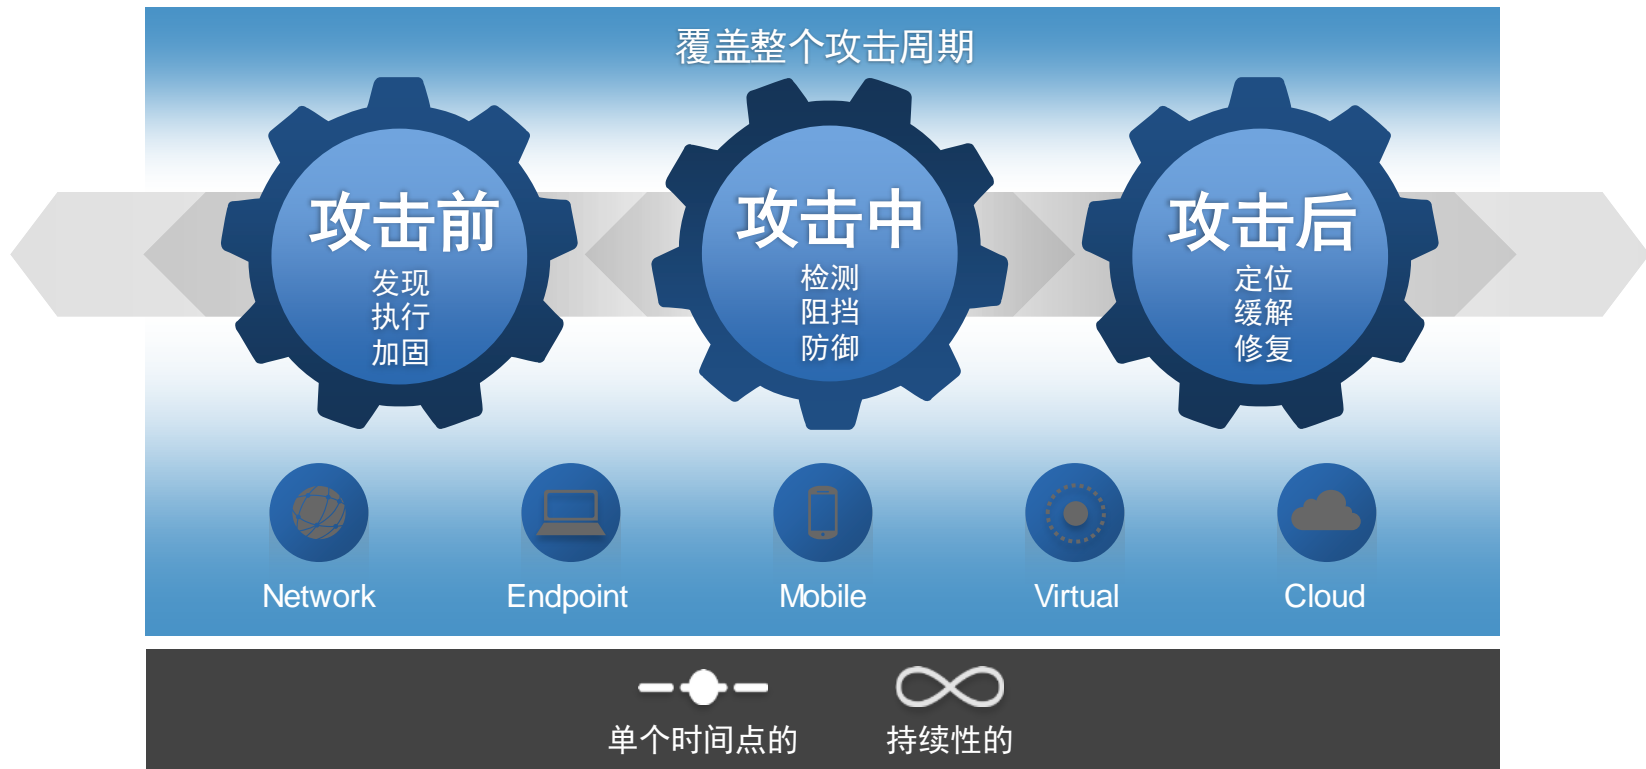 覆盖整个攻击周期
攻击前
发现
执行
加固
攻击中
检测
阻挡
防御
攻击后
定位
缓解
修复
Network
Endpoint
Mobile
Virtual
Cloud
单个时间点的
持续性的